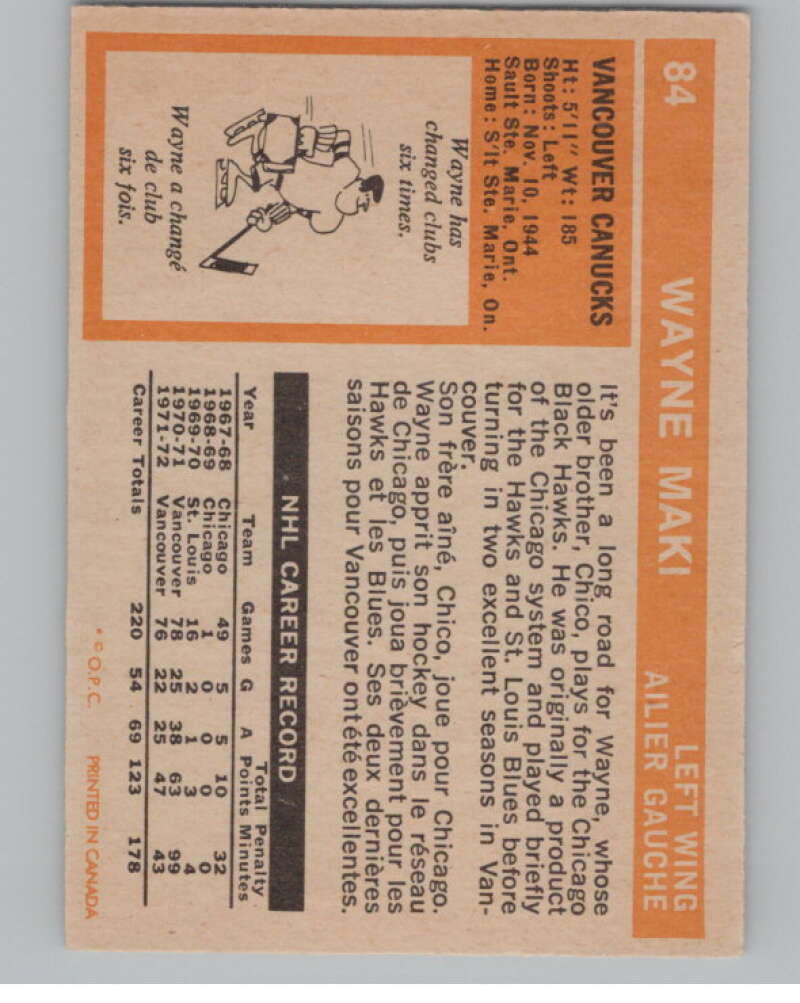 84 WAYNE MAKI LEFT WING
AILIER GAUCHE
VANCOUVER CANUCKS
Ht: 5'11" Wt: 185
Shoots: Left
Born: Nov. 10, 1944
Sault Ste. Marie, Ont.
Home: S'lt Ste. Marie, On.
Wayne has
changed clubs
six times.
Wayne a changé
de club
six fois.
It's been a long road for Wayne, whose
older brother, Chico, plays for the Chicago
Black Hawks. He was originally a product
of the Chicago system and played briefly
for the Hawks and St. Louis Blues before
turning in two excellent seasons in Van-
couver.
Son frère aîné, Chico, joue pour Chicago.
Wayne apprit son hockey dans le réseau
de Chicago, puis joua brièvement pour les
Hawks et les Blues. Ses deux dernières
saisons pour Vancouver ont été excellentes.
NHL CAREER RECORD
Total Penalty
Year Team Games G A Points Minutes
1967-68 Chicago 49 5 5 10 32
1968-69 Chicago 1 0 0 0 0
1969-70 St. Louis 16 2 1 3 4
1970-71 Vancouver 78 25 38 63 99
1971-72 Vancouver 76 22 25 47 43
Career Totals 220 54 69 123 178
* © O.P.C. PRINTED IN CANADA